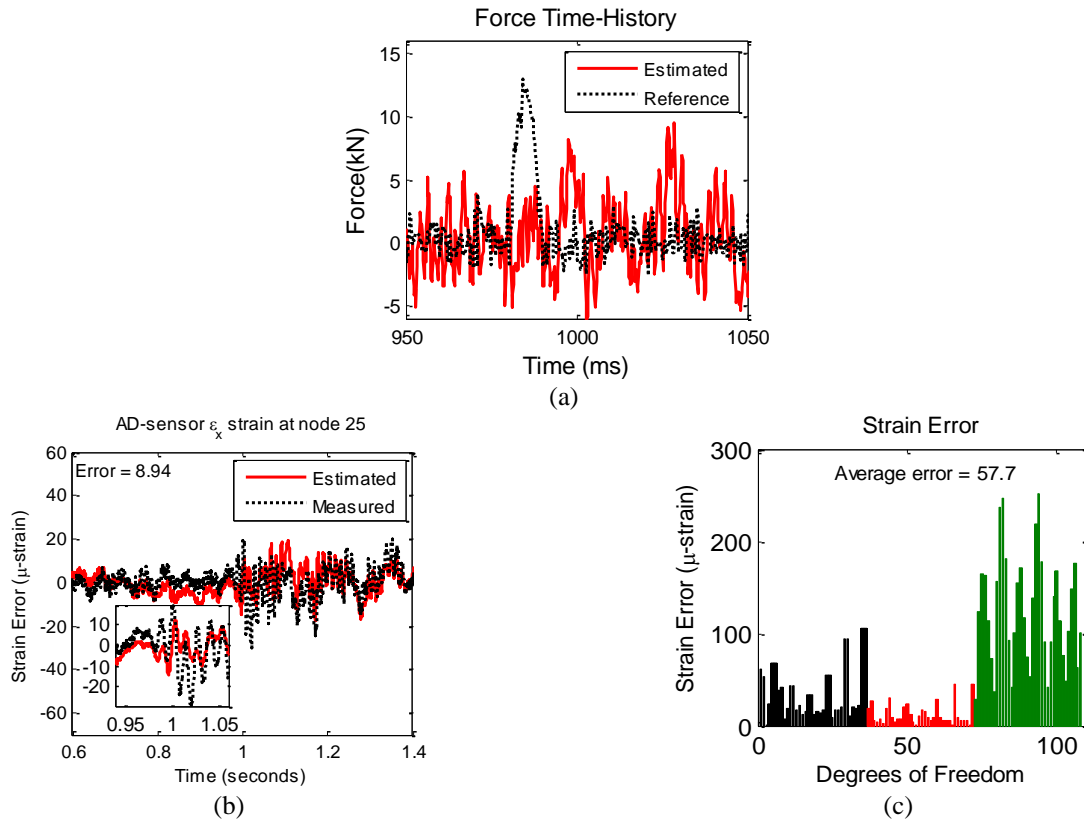 Force Time-History
15
10
5
0
-5
Force(kN)
Estimated
Reference
950
1000
1050
Time (ms)
(a)
AD-sensor εx strain at node 25
60
40
20
0
-20
-40
-60
Strain Error (μ-strain)
Error = 8.94
Estimated
Measured
10
0
-10
-20
0.95
1
1.05
0.6
0.8
1
1.2
1.4
Time (seconds)
(b)
Strain Error
300
200
100
0
Strain Error (μ-strain)
Average error = 57.7
0
50
100
Degrees of Freedom
(c)